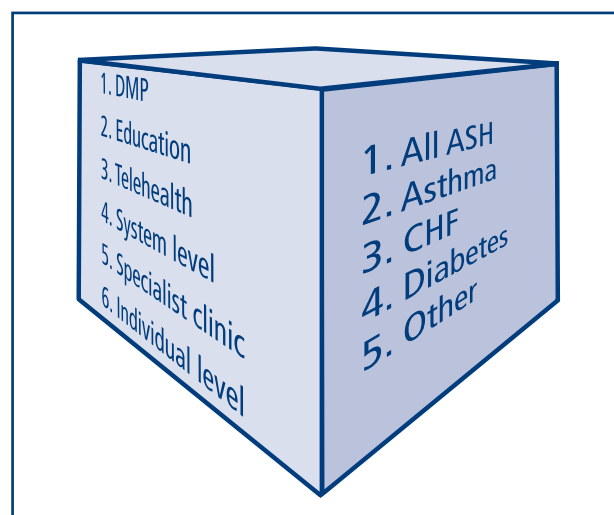 1. DMP
2. Education
3. Telehealth
4. System level
5. Specialist clinic
6. Individual level
1. All ASH
2. Asthma
3. CHF
4. Diabetes
5. Other